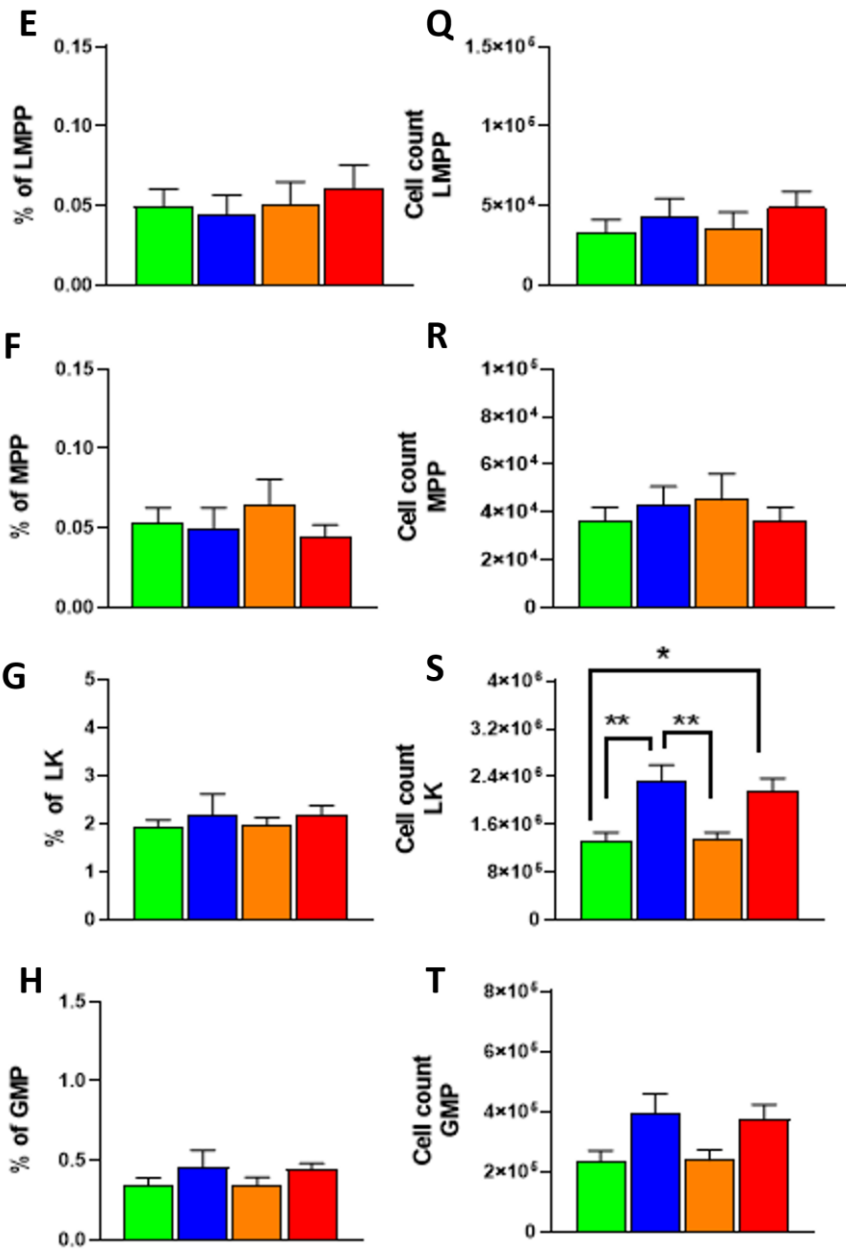 E
% of LMPP
0.15
0.10
0.05
0.00
Q
Cell count
LMPP
1.5×10⁵
1×10⁵
5×10⁴
0
F
% of MPP
0.15
0.10
0.05
0.00
R
Cell count
MPP
1×10⁵
8×10⁴
6×10⁴
4×10⁴
2×10⁴
0
G
% of LK
5
4
3
2
1
0
S
Cell count
LK
4×10⁶
3.2×10⁶
2.4×10⁶
1.6×10⁶
8×10⁵
0
*
** **
H
% of GMP
1.5
1.0
0.5
0.0
T
Cell count
GMP
8×10⁵
6×10⁵
4×10⁵
2×10⁵
0